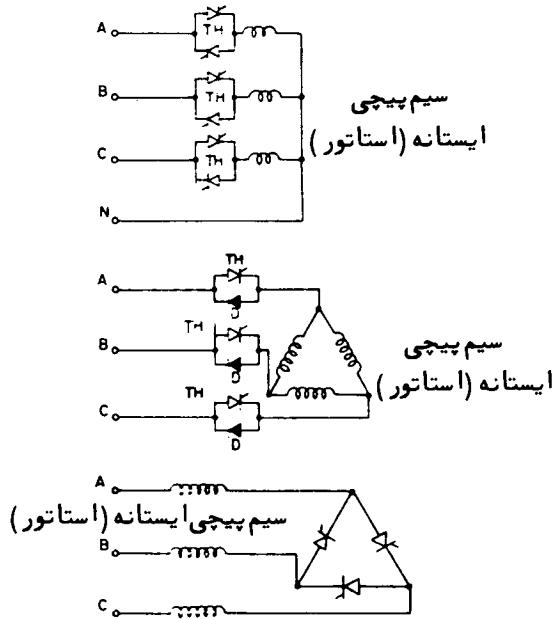 A
TH
B
TH
سیم پیچی
ایستانه (استاتور)
C
TH
N
TH
A
D
TH
B
D
سیم پیچی
ایستانه (استاتور)
TH
C
D
A
سیم پیچی ایستانه (استاتور)
B
C